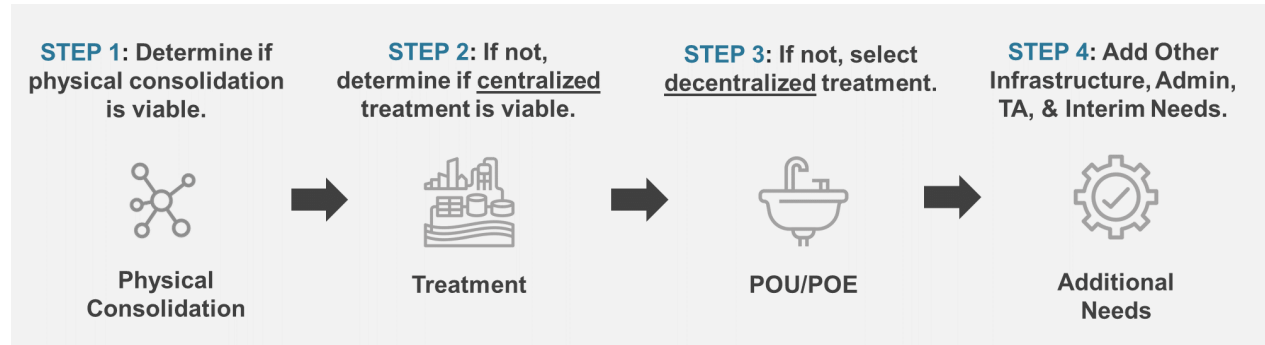 STEP 1: Determine if
physical consolidation
is viable.
Physical
Consolidation
STEP 2: If not,
determine if centralized
treatment is viable.
Treatment
STEP 3: If not, select
decentralized treatment.
POU/POE
STEP 4: Add Other
Infrastructure, Admin,
TA, & Interim Needs.
Additional
Needs